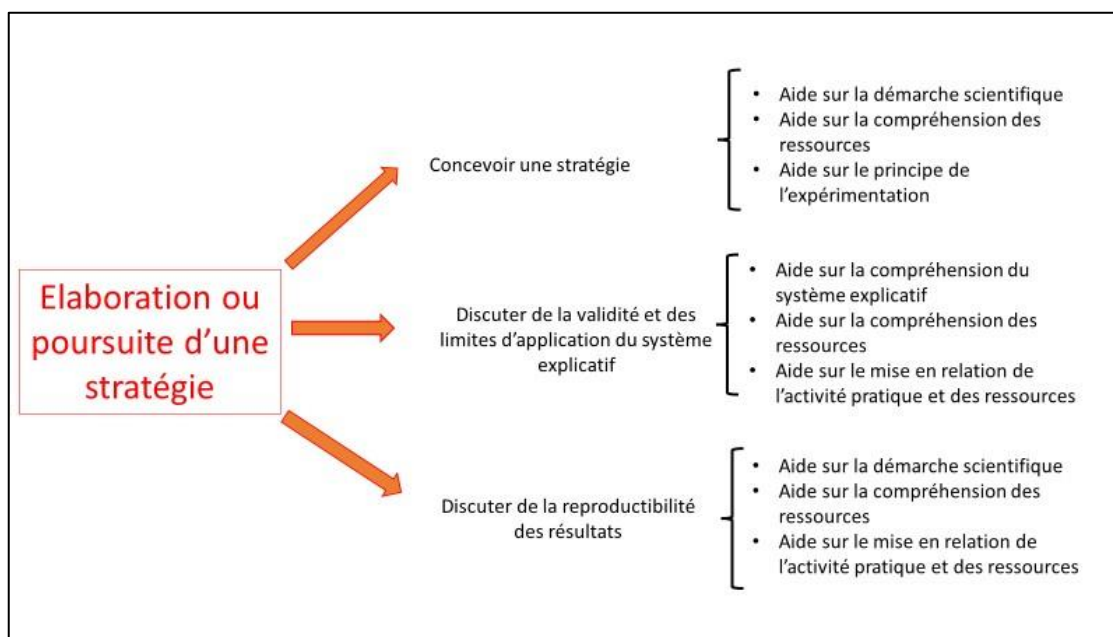 Elaboration ou
poursuite d'une
stratégie
Concevoir une stratégie
• Aide sur la démarche scientifique
• Aide sur la compréhension des
ressources
• Aide sur le principe de
l'expérimentation
Discuter de la validité et des
limites d'application du système
explicatif
• Aide sur la compréhension du
système explicatif
• Aide sur la compréhension des
ressources
• Aide sur le mise en relation de
l'activité pratique et des ressources
Discuter de la reproductibilité
des résultats
• Aide sur la démarche scientifique
• Aide sur la compréhension des
ressources
• Aide sur le mise en relation de
l'activité pratique et des ressources